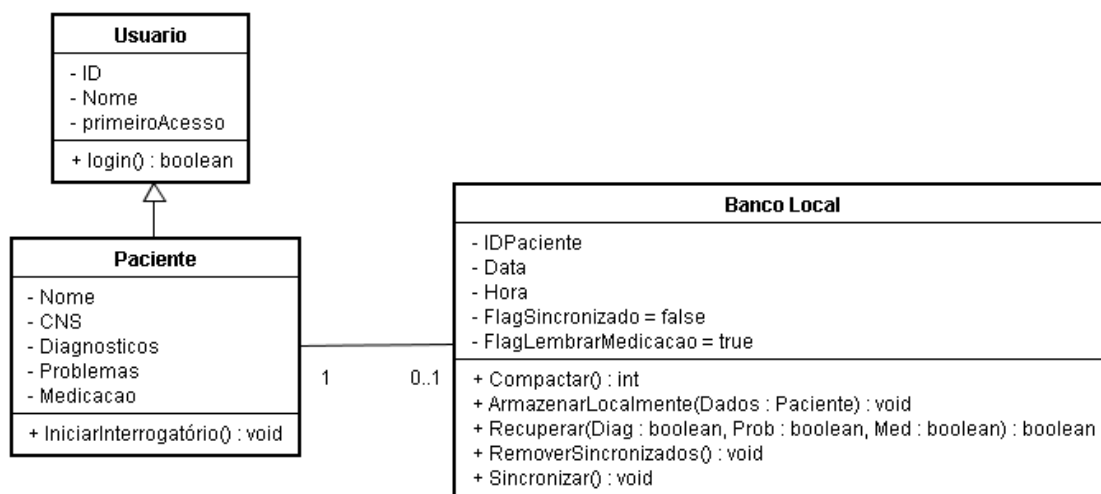 Usuario
- ID
- Nome
- primeiroAcesso
+ login() : boolean
Paciente
- Nome
- CNS
- Diagnosticos
- Problemas
- Medicacao
+ IniciarInterrogatório() : void
1
0..1
Banco Local
- IDPaciente
- Data
- Hora
- FlagSincronizado = false
- FlagLembrarMedicacao = true
+ Compactar() : int
+ ArmazenarLocalmente(Dados : Paciente) : void
+ Recuperar(Diag : boolean, Prob : boolean, Med : boolean) : boolean
+ RemoverSincronizados() : void
+ Sincronizar() : void